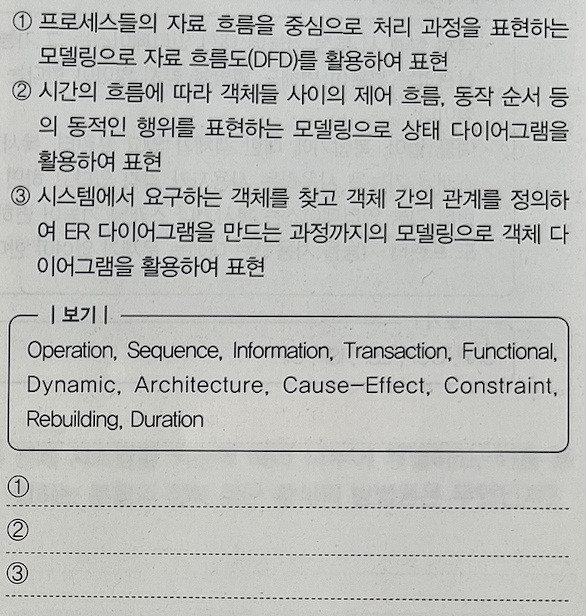 ① 프로세스들의 자료 흐름을 중심으로 처리 과정을 표현하는
모델링으로 자료 흐름도(DFD)를 활용하여 표현
② 시간의 흐름에 따라 객체들 사이의 제어 흐름, 동작 순서 등
의 동적인 행위를 표현하는 모델링으로 상태 다이어그램을
활용하여 표현
③ 시스템에서 요구하는 객체를 찾고 객체 간의 관계를 정의하
여 ER 다이어그램을 만드는 과정까지의 모델링으로 객체 다
이어그램을 활용하여 표현
| 보기 |
Operation, Sequence, Information, Transaction, Functional,
Dynamic, Architecture, Cause-Effect, Constraint,
Rebuilding, Duration
①
②
③